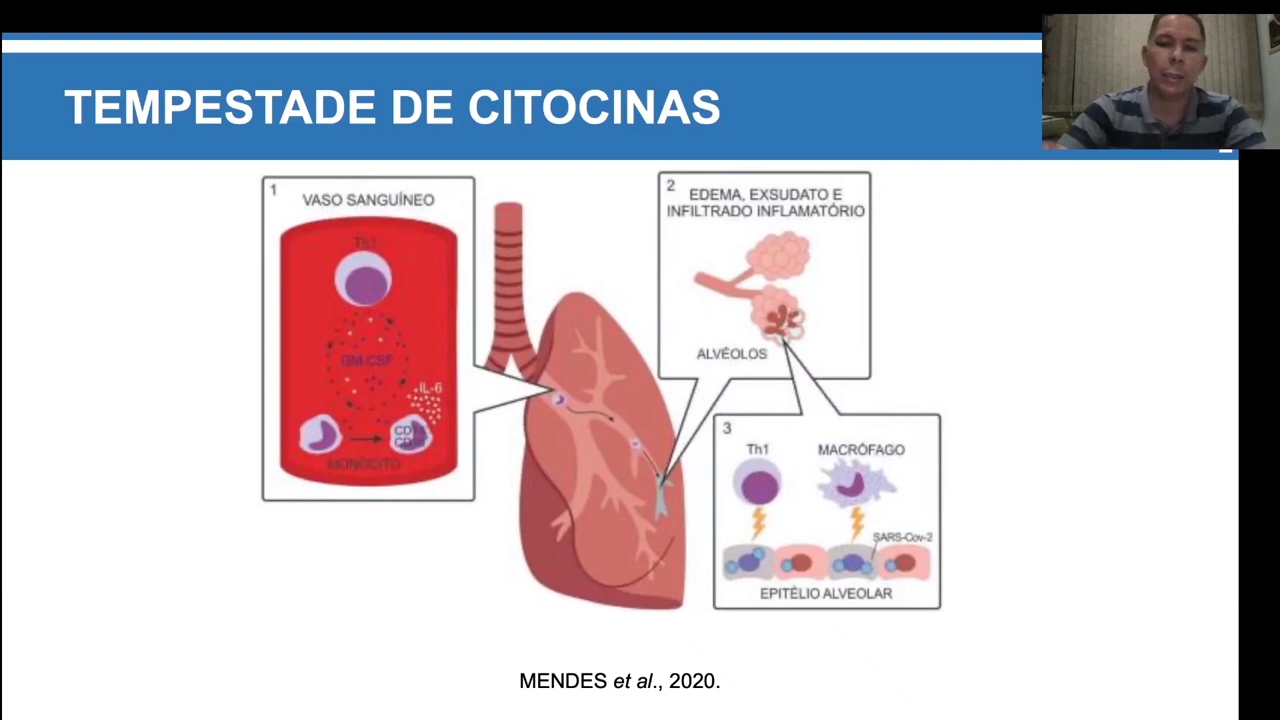 TEMPESTADE DE CITOCINAS
1
VASO SANGUÍNEO
Th1
GM-CSF
IL-6
CD
MONÓCITO
2
EDEMA, EXSUDATO E
INFILTRADO INFLAMATÓRIO
ALVÉOLOS
3
Th1
MACRÓFAGO
SARS-Cov-2
EPITÉLIO ALVEOLAR
MENDES et al., 2020.